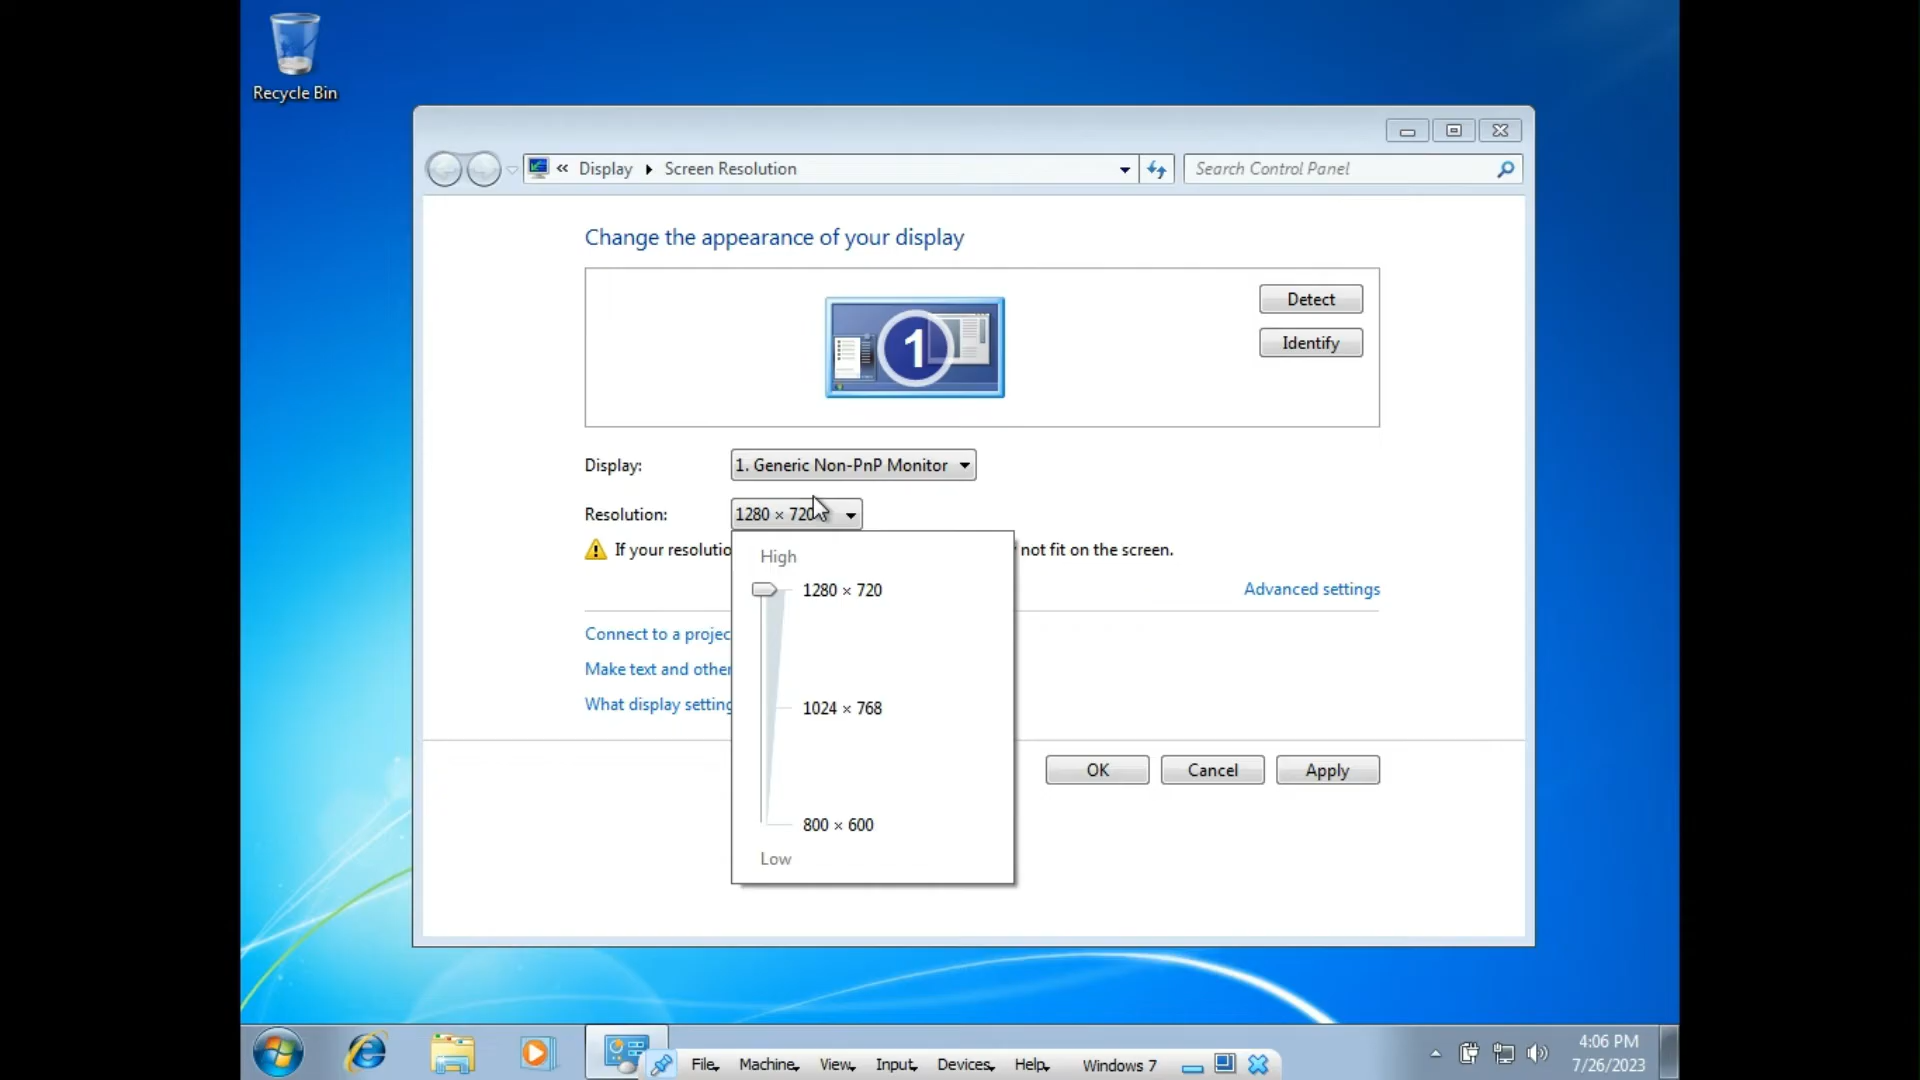 Recycle Bin
« Display ▸ Screen Resolution
Search Control Panel
Change the appearance of your display
1
Detect
Identify
Display:
1. Generic Non-PnP Monitor
Resolution:
1280 × 720
If your resolutio
not fit on the screen.
High
1280 × 720
1024 × 768
800 × 600
Low
Advanced settings
Connect to a projec
Make text and other
What display setting
OK
Cancel
Apply
File
Machine
View
Input
Devices
Help
Windows 7
4:06 PM
7/26/2023